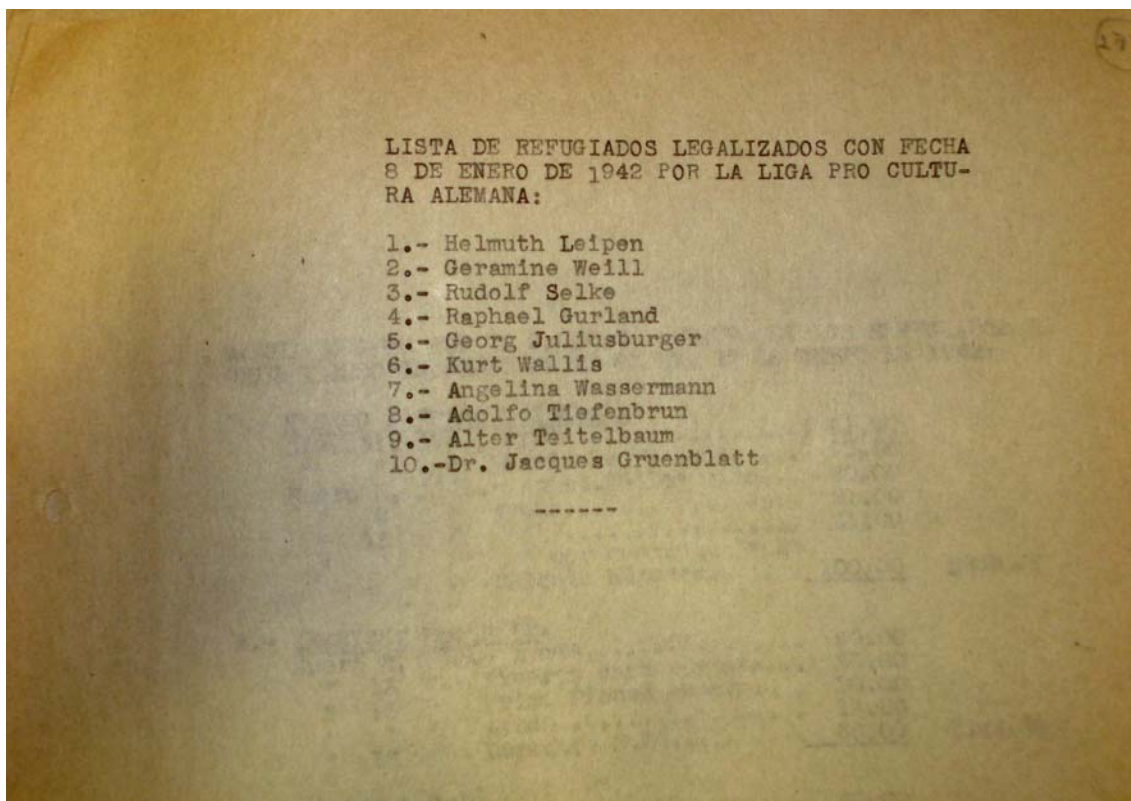 LISTA DE REFUGIADOS LEGALIZADOS CON FECHA
8 DE ENERO DE 1942 POR LA LIGA PRO CULTU-
RA ALEMANA:
1.- Helmuth Leipen
2.- Geramine Weill
3.- Rudolf Selke
4.- Raphael Gurland
5.- Georg Juliusburger
6.- Kurt Wallis
7.- Angelina Wassermann
8.- Adolfo Tiefenbrun
9.- Alter Teitelbaum
10.-Dr. Jacques Gruenblatt
------